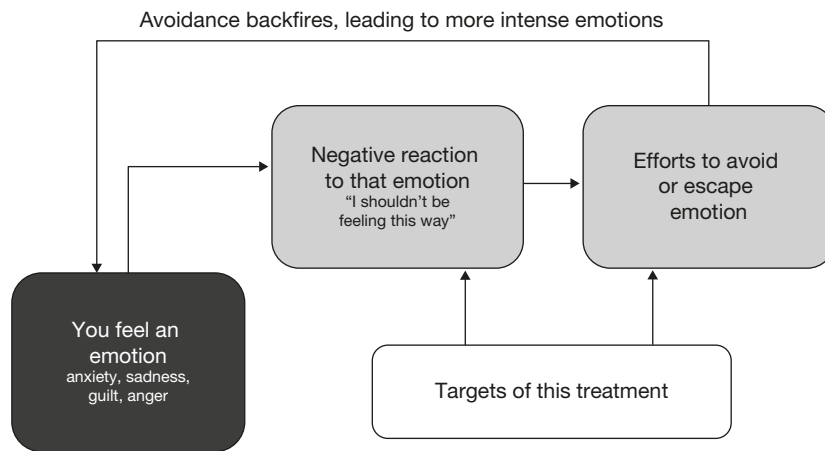 Avoidance backfires, leading to more intense emotions
Negative reaction
to that emotion
“I shouldn’t be
feeling this way”
Efforts to avoid
or escape
emotion
You feel an
emotion
anxiety, sadness,
guilt, anger
Targets of this treatment